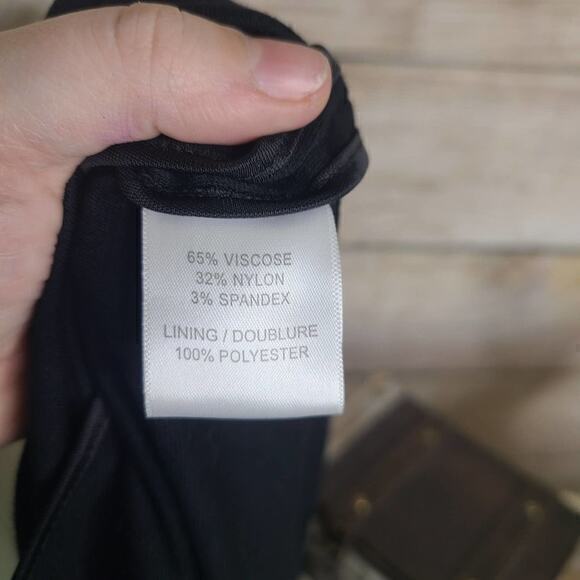 65% VISCOSE
32% NYLON
3% SPANDEX
LINING / DOUBLURE
100% POLYESTER